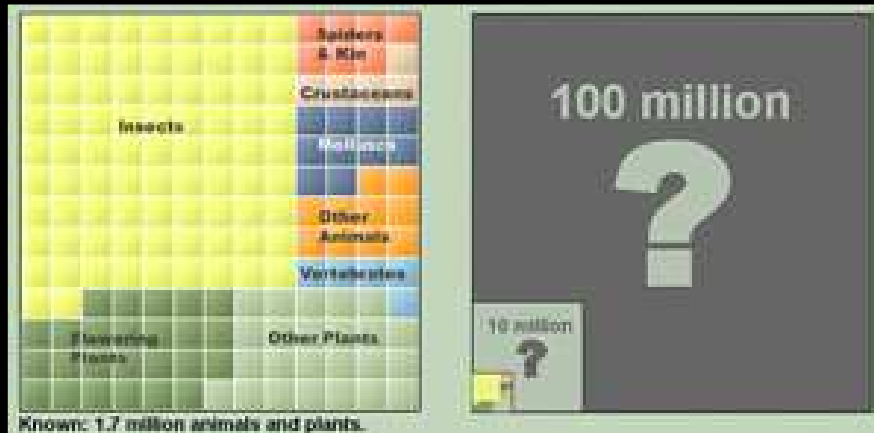 Spiders
& Kin
Crustaceans
Insects
Molluscs
Other
Animals
Vertebrates
Flowering
Plants
Other Plants
Known: 1.7 million animals and plants.
100 million
?
10 million
?